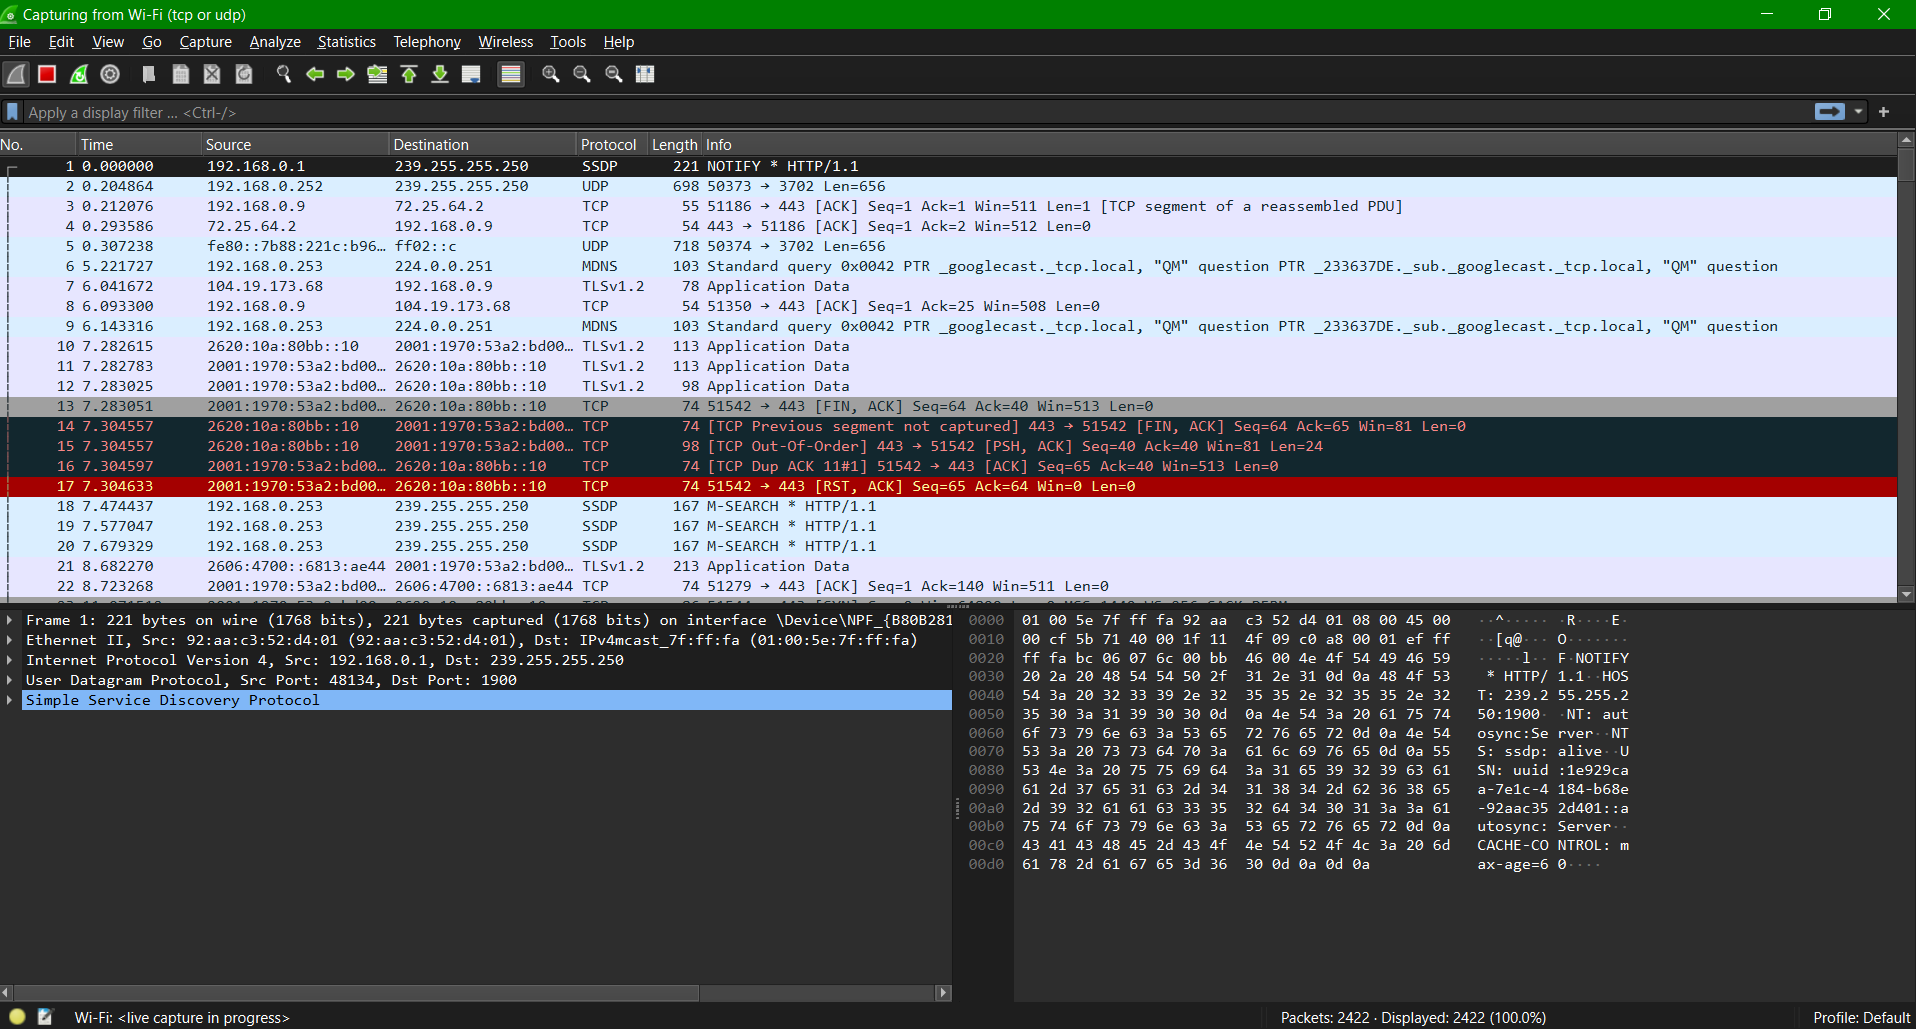 Capturing from Wi-Fi (tcp or udp)
File Edit View Go Capture Analyze Statistics Telephony Wireless Tools Help
Apply a display filter ... <Ctrl-/>
No. Time Source Destination Protocol Length Info
1 0.000000 192.168.0.1 239.255.255.250 SSDP 221 NOTIFY * HTTP/1.1
2 0.204864 192.168.0.252 239.255.255.250 UDP 698 50373 → 3702 Len=656
3 0.212076 192.168.0.9 72.25.64.2 TCP 55 51186 → 443 [ACK] Seq=1 Ack=1 Win=511 Len=1 [TCP segment of a reassembled PDU]
4 0.293586 72.25.64.2 192.168.0.9 TCP 54 443 → 51186 [ACK] Seq=1 Ack=2 Win=512 Len=0
5 0.307238 fe80::7b88:221c:b96… ff02::c UDP 718 50374 → 3702 Len=656
6 5.221727 192.168.0.253 224.0.0.251 MDNS 103 Standard query 0x0042 PTR _googlecast._tcp.local, "QM" question PTR _233637DE._sub._googlecast._tcp.local, "QM" question
7 6.041672 104.19.173.68 192.168.0.9 TLSv1.2 78 Application Data
8 6.093300 192.168.0.9 104.19.173.68 TCP 54 51350 → 443 [ACK] Seq=1 Ack=25 Win=508 Len=0
9 6.143316 192.168.0.253 224.0.0.251 MDNS 103 Standard query 0x0042 PTR _googlecast._tcp.local, "QM" question PTR _233637DE._sub._googlecast._tcp.local, "QM" question
10 7.282615 2620:10a:80bb::10 2001:1970:53a2:bd00… TLSv1.2 113 Application Data
11 7.282783 2001:1970:53a2:bd00… 2620:10a:80bb::10 TLSv1.2 113 Application Data
12 7.283025 2001:1970:53a2:bd00… 2620:10a:80bb::10 TLSv1.2 98 Application Data
13 7.283051 2001:1970:53a2:bd00… 2620:10a:80bb::10 TCP 74 51542 → 443 [FIN, ACK] Seq=64 Ack=40 Win=513 Len=0
14 7.304557 2620:10a:80bb::10 2001:1970:53a2:bd00… TCP 74 [TCP Previous segment not captured] 443 → 51542 [FIN, ACK] Seq=64 Ack=65 Win=81 Len=0
15 7.304557 2620:10a:80bb::10 2001:1970:53a2:bd00… TCP 98 [TCP Out-Of-Order] 443 → 51542 [PSH, ACK] Seq=40 Ack=40 Win=81 Len=24
16 7.304597 2001:1970:53a2:bd00… 2620:10a:80bb::10 TCP 74 [TCP Dup ACK 11#1] 51542 → 443 [ACK] Seq=65 Ack=40 Win=513 Len=0
17 7.304633 2001:1970:53a2:bd00… 2620:10a:80bb::10 TCP 74 51542 → 443 [RST, ACK] Seq=65 Ack=64 Win=0 Len=0
18 7.474437 192.168.0.253 239.255.255.250 SSDP 167 M-SEARCH * HTTP/1.1
19 7.577047 192.168.0.253 239.255.255.250 SSDP 167 M-SEARCH * HTTP/1.1
20 7.679329 192.168.0.253 239.255.255.250 SSDP 167 M-SEARCH * HTTP/1.1
21 8.682270 2606:4700::6813:ae44 2001:1970:53a2:bd00… TLSv1.2 213 Application Data
22 8.723268 2001:1970:53a2:bd00… 2606:4700::6813:ae44 TCP 74 51279 → 443 [ACK] Seq=1 Ack=140 Win=511 Len=0
Frame 1: 221 bytes on wire (1768 bits), 221 bytes captured (1768 bits) on interface \Device\NPF_{B80B281
Ethernet II, Src: 92:aa:c3:52:d4:01 (92:aa:c3:52:d4:01), Dst: IPv4mcast_7f:ff:fa (01:00:5e:7f:ff:fa)
Internet Protocol Version 4, Src: 192.168.0.1, Dst: 239.255.255.250
User Datagram Protocol, Src Port: 48134, Dst Port: 1900
Simple Service Discovery Protocol
0000 01 00 5e 7f ff fa 92 aa c3 52 d4 01 08 00 45 00 ··^····· ·R····E·
0010 00 cf 5b 71 40 00 1f 11 4f 09 c0 a8 00 01 ef ff ··[q@··· O·······
0020 ff fa bc 06 07 6c 00 bb 46 00 4e 4f 54 49 46 59 ·····l·· F·NOTIFY
0030 20 2a 20 48 54 54 50 2f 31 2e 31 0d 0a 48 4f 53 * HTTP/ 1.1··HOS
0040 54 3a 20 32 33 39 2e 32 35 35 2e 32 35 35 2e 32 T: 239.2 55.255.2
0050 35 30 3a 31 39 30 30 0d 0a 4e 54 3a 20 61 75 74 50:1900· ·NT: aut
0060 6f 73 79 6e 63 3a 53 65 72 76 65 72 0d 0a 4e 54 osync:Se rver··NT
0070 53 3a 20 73 73 64 70 3a 61 6c 69 76 65 0d 0a 55 S: ssdp: alive··U
0080 53 4e 3a 20 75 75 69 64 3a 31 65 39 32 39 63 61 SN: uuid :1e929ca
0090 61 2d 37 65 31 63 2d 34 31 38 34 2d 62 36 38 65 a-7e1c-4 184-b68e
00a0 2d 39 32 61 61 63 33 35 32 64 34 30 31 3a 3a 61 -92aac35 2d401::a
00b0 75 74 6f 73 79 6e 63 3a 53 65 72 76 65 72 0d 0a utosync: Server··
00c0 43 41 43 48 45 2d 43 4f 4e 54 52 4f 4c 3a 20 6d CACHE-CO NTROL: m
00d0 61 78 2d 61 67 65 3d 36 30 0d 0a 0d 0a ax-age=6 0····
Wi-Fi: <live capture in progress> Packets: 2422 · Displayed: 2422 (100.0%) Profile: Default